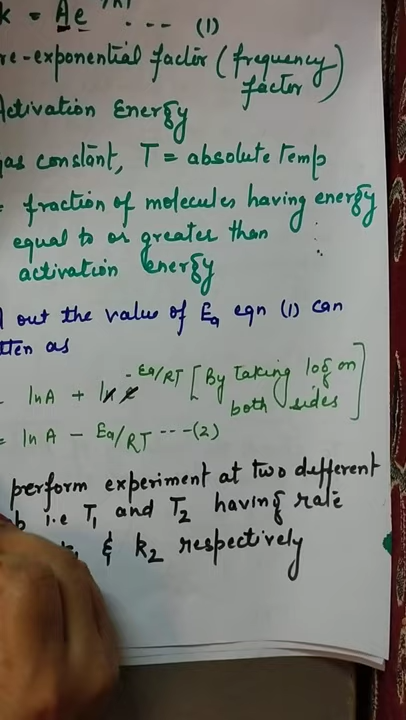 k = Ae ... (1)
re-exponential factor (frequency
factor)
Activation Energy
gas constant, T = absolute Temp
= fraction of molecules having energy
equal to or greater than
activation energy
out the value of Ea eqn (1) can
tten as
- lnA + ln e -Ea/RT [By taking log on
both sides]
= ln A - Ea/RT ---(2)
perform experiment at two different
i.e T1 and T2 having rate
& k2 respectively